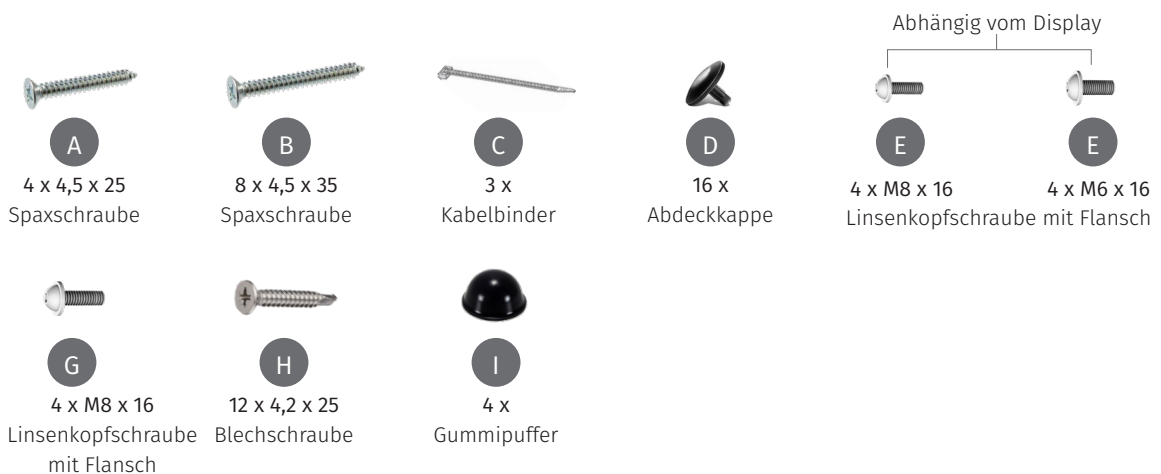 Abhängig vom Display
A
B
C
D
E
E
4 x 4,5 x 25
Spaxschraube
8 x 4,5 x 35
Spaxschraube
3 x
Kabelbinder
16 x
Abdeckkappe
4 x M8 x 16
4 x M6 x 16
Linsenkopfschraube mit Flansch
G
H
I
4 x M8 x 16
Linsenkopfschraube
mit Flansch
12 x 4,2 x 25
Blechschraube
4 x
Gummipuffer